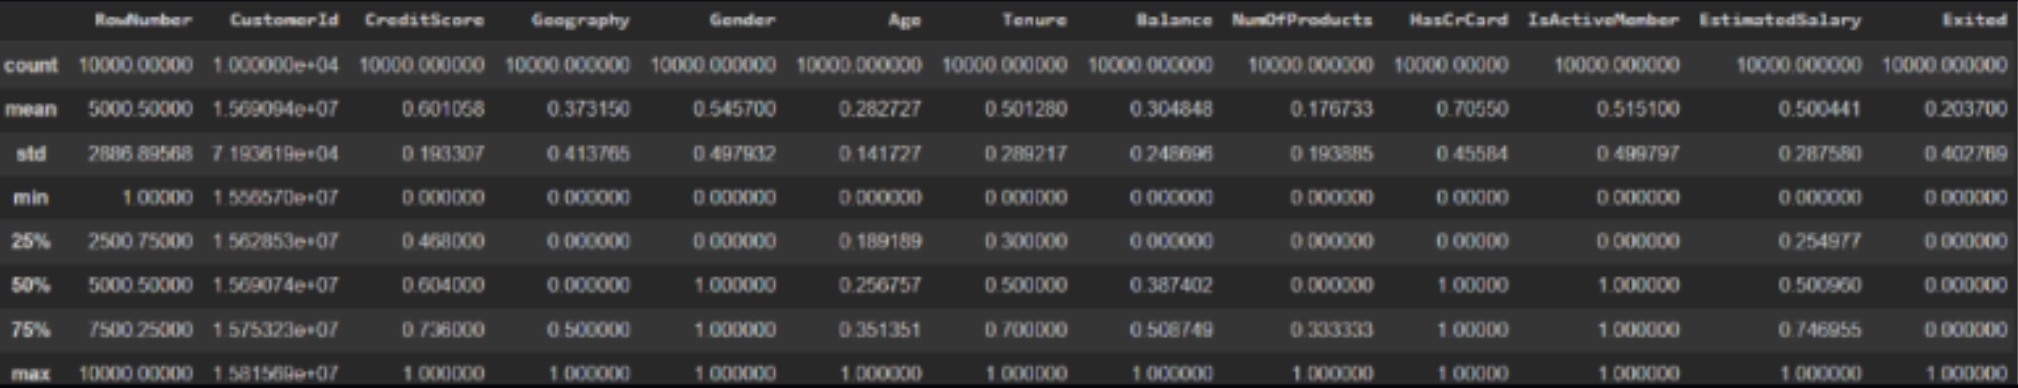 RowNumber CustomerId CreditScore Geography Gender Age Tenure Balance NumOfProducts HasCrCard IsActiveMember EstimatedSalary Exited
count 10000.00000 1.000000e+04 10000.000000 10000.000000 10000.000000 10000.000000 10000.000000 10000.000000 10000.000000 10000.00000 10000.000000 10000.000000 10000.000000
mean 5000.50000 1.569094e+07 0.601058 0.373150 0.545700 0.282727 0.501280 0.304848 0.176733 0.70550 0.515100 0.500441 0.203700
std 2886.89568 7.193619e+04 0.193307 0.413765 0.497932 0.141727 0.289217 0.248696 0.193885 0.45584 0.499797 0.287580 0.402769
min 1.00000 1.556570e+07 0.000000 0.000000 0.000000 0.000000 0.000000 0.000000 0.000000 0.00000 0.000000 0.000000 0.000000
25% 2500.75000 1.562853e+07 0.468000 0.000000 0.000000 0.189189 0.300000 0.000000 0.000000 0.00000 0.000000 0.254977 0.000000
50% 5000.50000 1.569074e+07 0.604000 0.000000 1.000000 0.256757 0.500000 0.387402 0.000000 1.00000 1.000000 0.500960 0.000000
75% 7500.25000 1.575323e+07 0.736000 0.500000 1.000000 0.351351 0.700000 0.508749 0.333333 1.00000 1.000000 0.746955 0.000000
max 10000.00000 1.581569e+07 1.000000 1.000000 1.000000 1.000000 1.000000 1.000000 1.000000 1.00000 1.000000 1.000000 1.000000